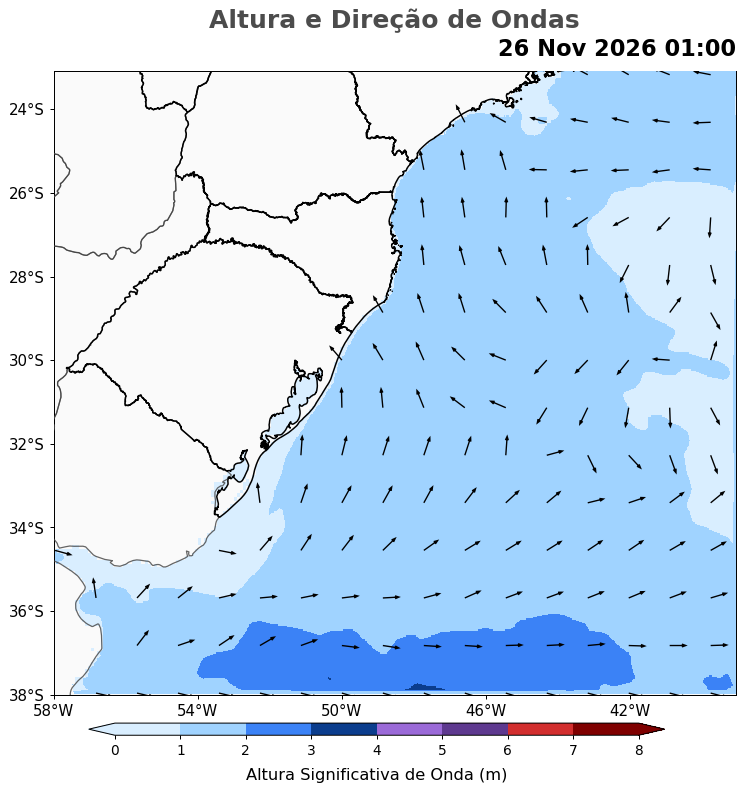 Altura e Direção de Ondas
26 Nov 2026 01:00
24°S
26°S
28°S
30°S
32°S
34°S
36°S
38°S
58°W 54°W 50°W 46°W 42°W
0 1 2 3 4 5 6 7 8
Altura Significativa de Onda (m)